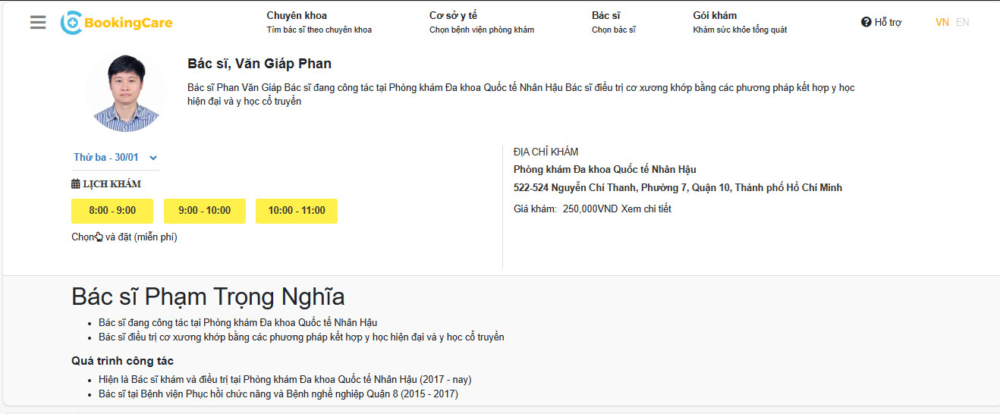 BookingCare
Chuyên khoa
Tìm bác sĩ theo chuyên khoa
Cơ sở y tế
Chọn bệnh viện phòng khám
Bác sĩ
Chọn bác sĩ
Gói khám
Khám sức khỏe tổng quát
Hỗ trợ
VN EN
Bác sĩ, Văn Giáp Phan
Bác sĩ Phan Văn Giáp Bác sĩ đang công tác tại Phòng khám Đa khoa Quốc tế Nhân Hậu Bác sĩ điều trị cơ xương khớp bằng các phương pháp kết hợp y học
hiện đại và y học cổ truyền
Thứ ba - 30/01
LỊCH KHÁM
8:00 - 9:00 9:00 - 10:00 10:00 - 11:00
Chọn và đặt (miễn phí)
ĐỊA CHỈ KHÁM
Phòng khám Đa khoa Quốc tế Nhân Hậu
522-524 Nguyễn Chí Thanh, Phường 7, Quận 10, Thành phố Hồ Chí Minh
Giá khám: 250,000VND Xem chi tiết
Bác sĩ Phạm Trọng Nghĩa
Bác sĩ đang công tác tại Phòng khám Đa khoa Quốc tế Nhân Hậu
Bác sĩ điều trị cơ xương khớp bằng các phương pháp kết hợp y học hiện đại và y học cổ truyền
Quá trình công tác
Hiện là Bác sĩ khám và điều trị tại Phòng khám Đa khoa Quốc tế Nhân Hậu (2017 - nay)
Bác sĩ tại Bệnh viện Phục hồi chức năng và Bệnh nghề nghiệp Quận 8 (2015 - 2017)